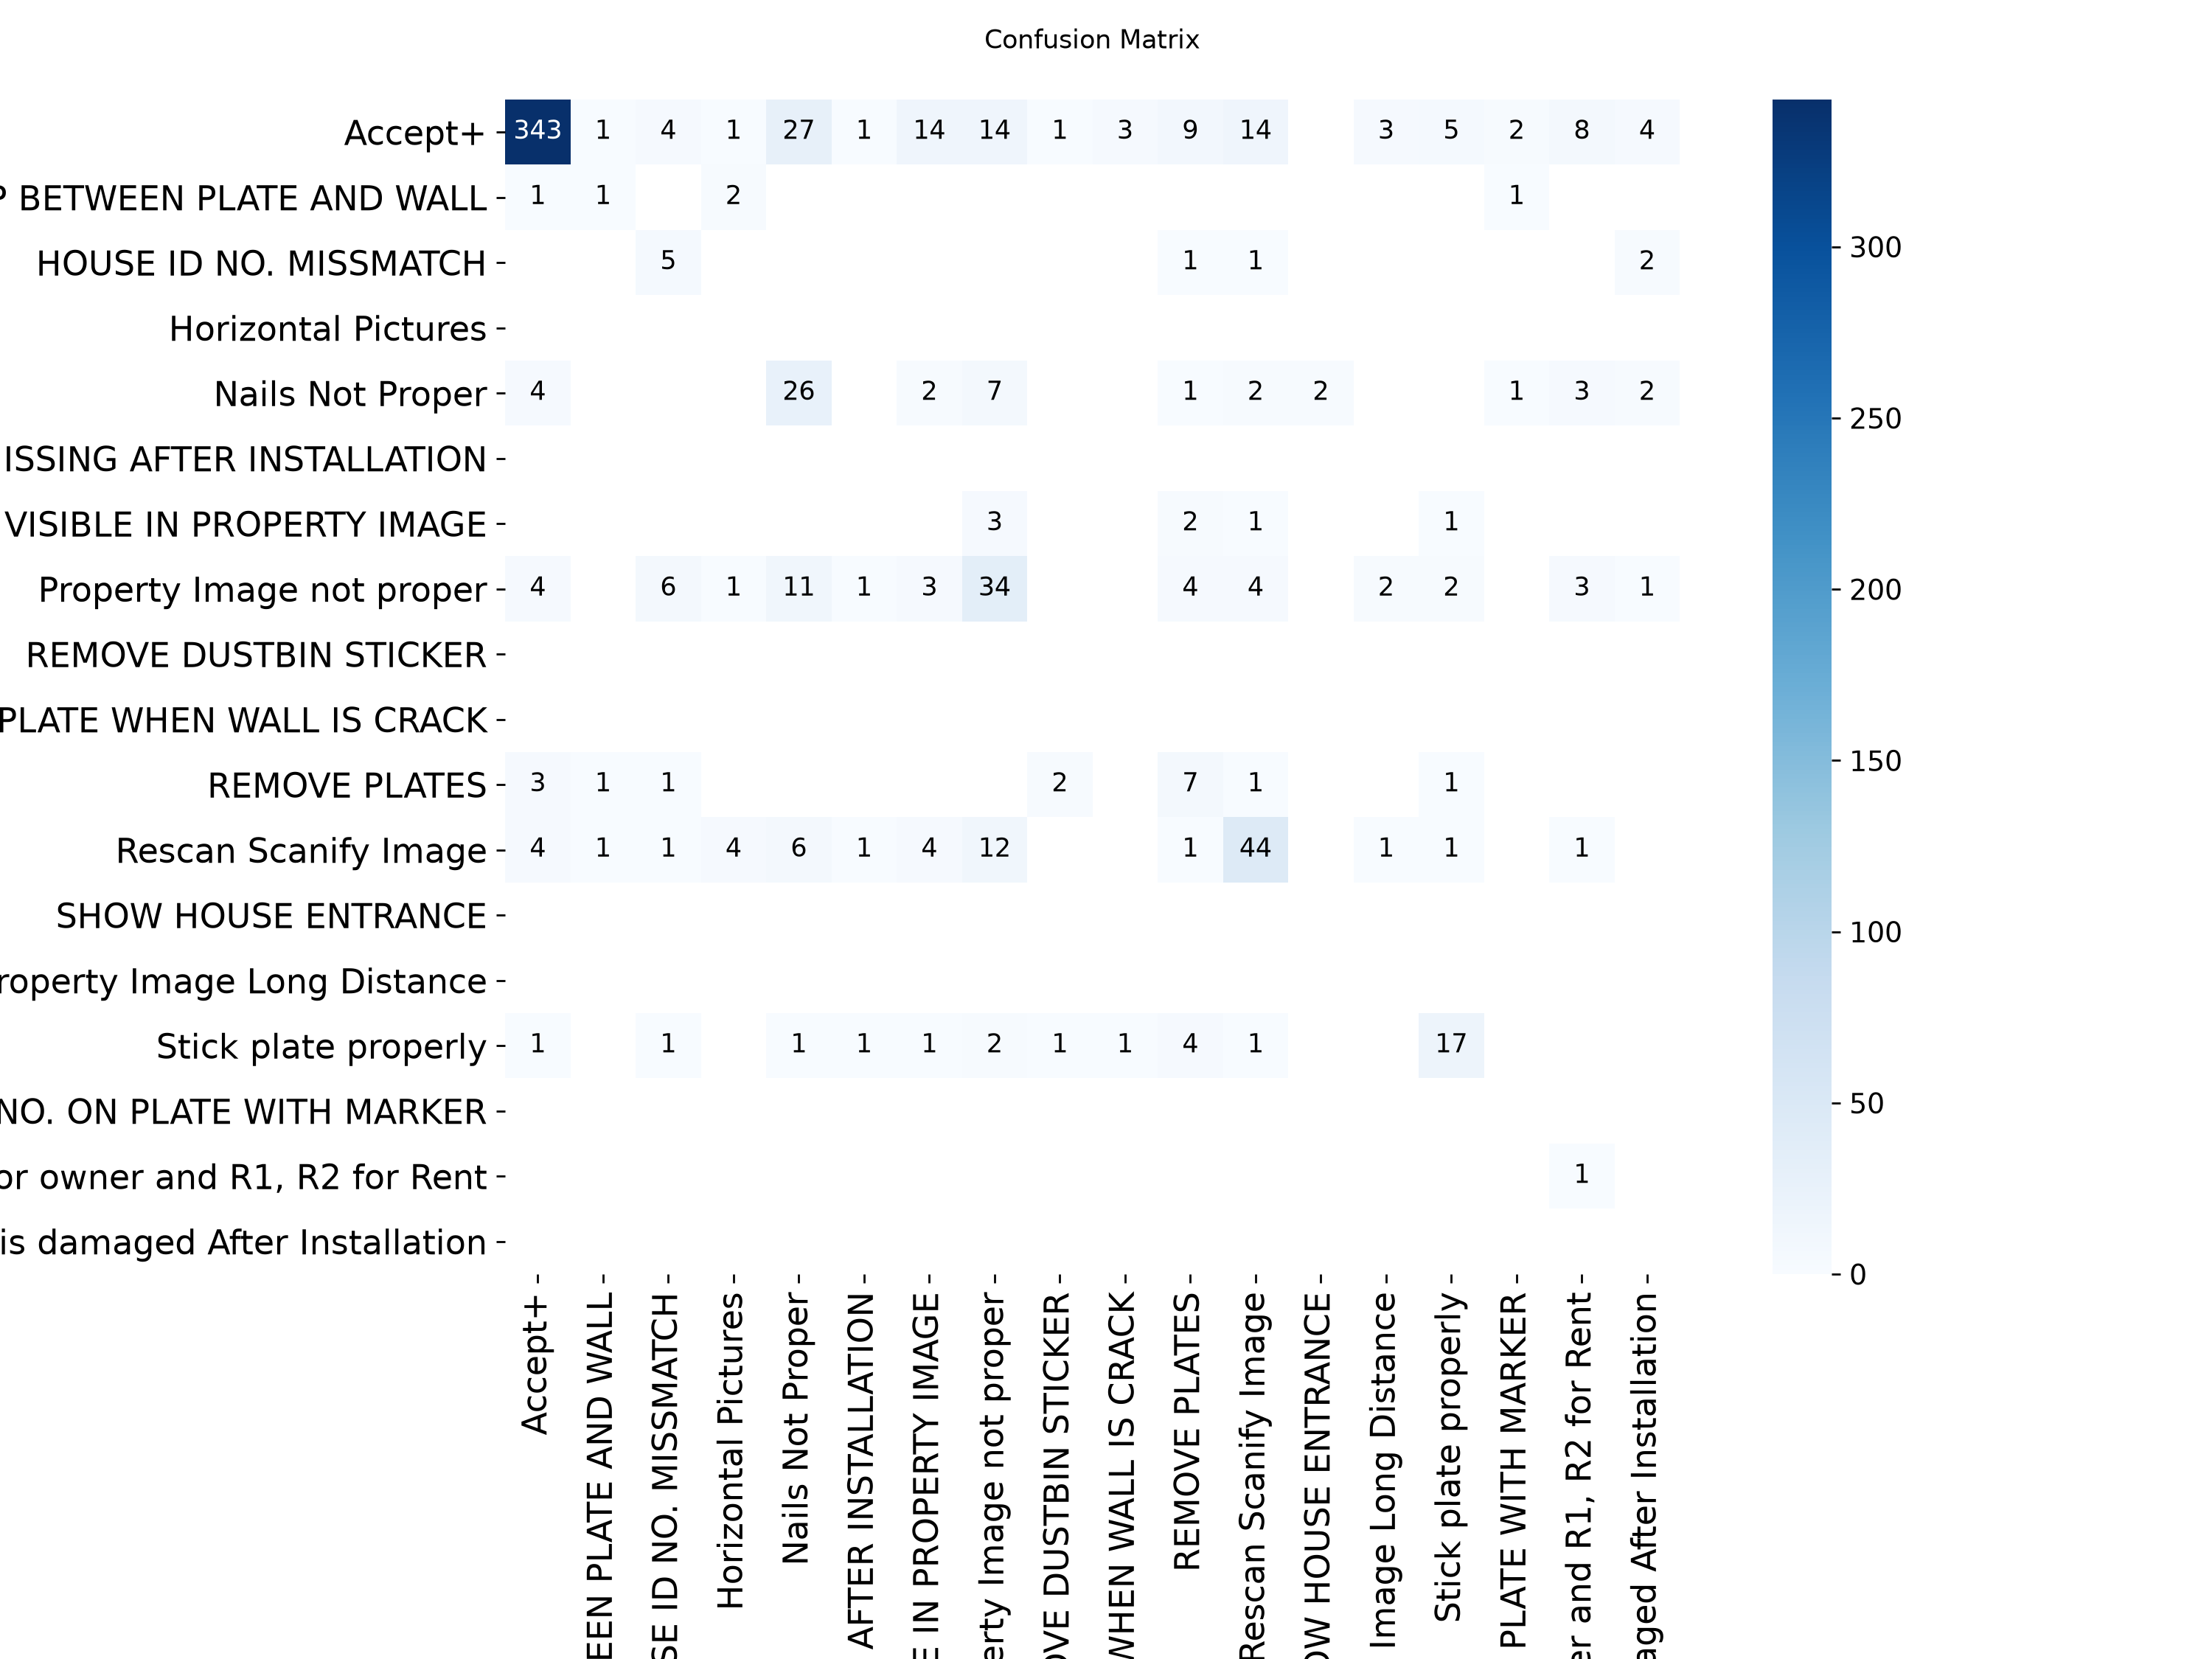 Confusion Matrix
Accept+ 343 1 4 1 27 1 14 14 1 3 9 14 3 5 2 8 4
BETWEEN PLATE AND WALL 1 1 2 1
HOUSE ID NO. MISSMATCH 5 1 1 2
Horizontal Pictures
Nails Not Proper 4 26 2 7 1 2 2 1 3 2
ISSING AFTER INSTALLATION
VISIBLE IN PROPERTY IMAGE 3 2 1 1
Property Image not proper 4 6 1 11 1 3 34 4 4 2 2 3 1
REMOVE DUSTBIN STICKER
PLATE WHEN WALL IS CRACK
REMOVE PLATES 3 1 1 2 7 1 1
Rescan Scanify Image 4 1 1 4 6 1 4 12 1 44 1 1 1
SHOW HOUSE ENTRANCE
roperty Image Long Distance
Stick plate properly 1 1 1 1 1 2 1 1 4 1 17
NO. ON PLATE WITH MARKER
or owner and R1, R2 for Rent 1
is damaged After Installation
Accept+
EEN PLATE AND WALL
SE ID NO. MISSMATCH
Horizontal Pictures
Nails Not Proper
AFTER INSTALLATION
E IN PROPERTY IMAGE
erty Image not proper
OVE DUSTBIN STICKER
WHEN WALL IS CRACK
REMOVE PLATES
Rescan Scanify Image
OW HOUSE ENTRANCE
Image Long Distance
Stick plate properly
PLATE WITH MARKER
er and R1, R2 for Rent
aged After Installation
300
250
200
150
100
50
0